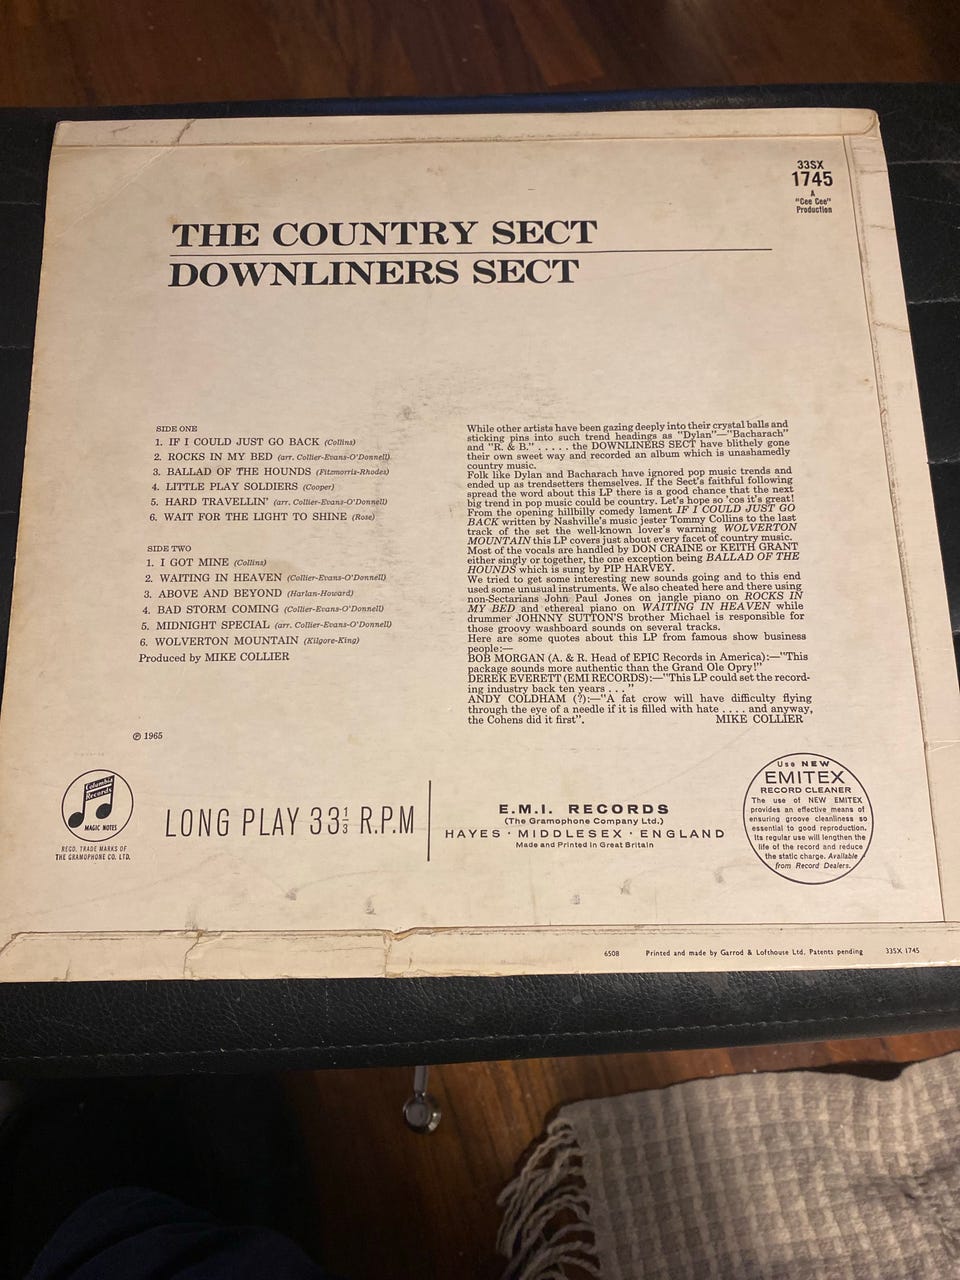 33SX
1745
A
"Cee Cee"
Production
THE COUNTRY SECT
DOWNLINERS SECT
SIDE ONE
1. IF I COULD JUST GO BACK (Collins)
2. ROCKS IN MY BED (arr. Collier-Evans-O'Donnell)
3. BALLAD OF THE HOUNDS (Fitzmorris-Rhodes)
4. LITTLE PLAY SOLDIERS (Cooper)
5. HARD TRAVELLIN' (arr. Collier-Evans-O'Donnell)
6. WAIT FOR THE LIGHT TO SHINE (Rose)
SIDE TWO
1. I GOT MINE (Collins)
2. WAITING IN HEAVEN (Collier-Evans-O'Donnell)
3. ABOVE AND BEYOND (Harlan-Howard)
4. BAD STORM COMING (Collier-Evans-O'Donnell)
5. MIDNIGHT SPECIAL (arr. Collier-Evans-O'Donnell)
6. WOLVERTON MOUNTAIN (Kilgore-King)
Produced by MIKE COLLIER
While other artists have been gazing deeply into their crystal balls and
sticking pins into such trend headings as "Dylan"—"Bacharach"
and "R. & B." . . . . . the DOWNLINERS SECT have blithely gone
their own sweet way and recorded an album which is unashamedly
country music.
Folk like Dylan and Bacharach have ignored pop music trends and
ended up as trendsetters themselves. If the Sect's faithful following
spread the word about this LP there is a good chance that the next
big trend in pop music could be country. Let's hope so 'cos it's great!
From the opening hillbilly comedy lament IF I COULD JUST GO
BACK written by Nashville's music jester Tommy Collins to the last
track of the set the well-known lover's warning WOLVERTON
MOUNTAIN this LP covers just about every facet of country music.
Most of the vocals are handled by DON CRAINE or KEITH GRANT
either singly or together, the one exception being BALLAD OF THE
HOUNDS which is sung by PIP HARVEY.
We tried to get some interesting new sounds going and to this end
used some unusual instruments. We also cheated here and there using
non-Sectarians John Paul Jones on jangle piano on ROCKS IN
MY BED and ethereal piano on WAITING IN HEAVEN while
drummer JOHNNY SUTTON'S brother Michael is responsible for
those groovy washboard sounds on several tracks.
Here are some quotes about this LP from famous show business
people:—
BOB MORGAN (A. & R. Head of EPIC Records in America):—"This
package sounds more authentic than the Grand Ole Opry!"
DEREK EVERETT (EMI RECORDS):—"This LP could set the record-
ing industry back ten years . . . "
ANDY COLDHAM (?):—"A fat crow will have difficulty flying
through the eye of a needle if it is filled with hate . . . . and anyway,
the Cohens did it first". MIKE COLLIER
℗ 1965
Columbia
Records
MAGIC NOTES
REGD. TRADE MARKS OF
THE GRAMOPHONE CO. LTD.
LONG PLAY 33⅓ R.P.M
E.M.I. RECORDS
(The Gramophone Company Ltd.)
HAYES · MIDDLESEX · ENGLAND
Made and Printed in Great Britain
Use NEW
EMITEX
RECORD CLEANER
The use of NEW EMITEX
provides an effective means of
ensuring groove cleanliness so
essential to good reproduction.
Its regular use will lengthen the
life of the record and reduce
the static charge. Available
from Record Dealers.
6508 Printed and made by Garrod & Lofthouse Ltd. Patents pending 33SX 1745